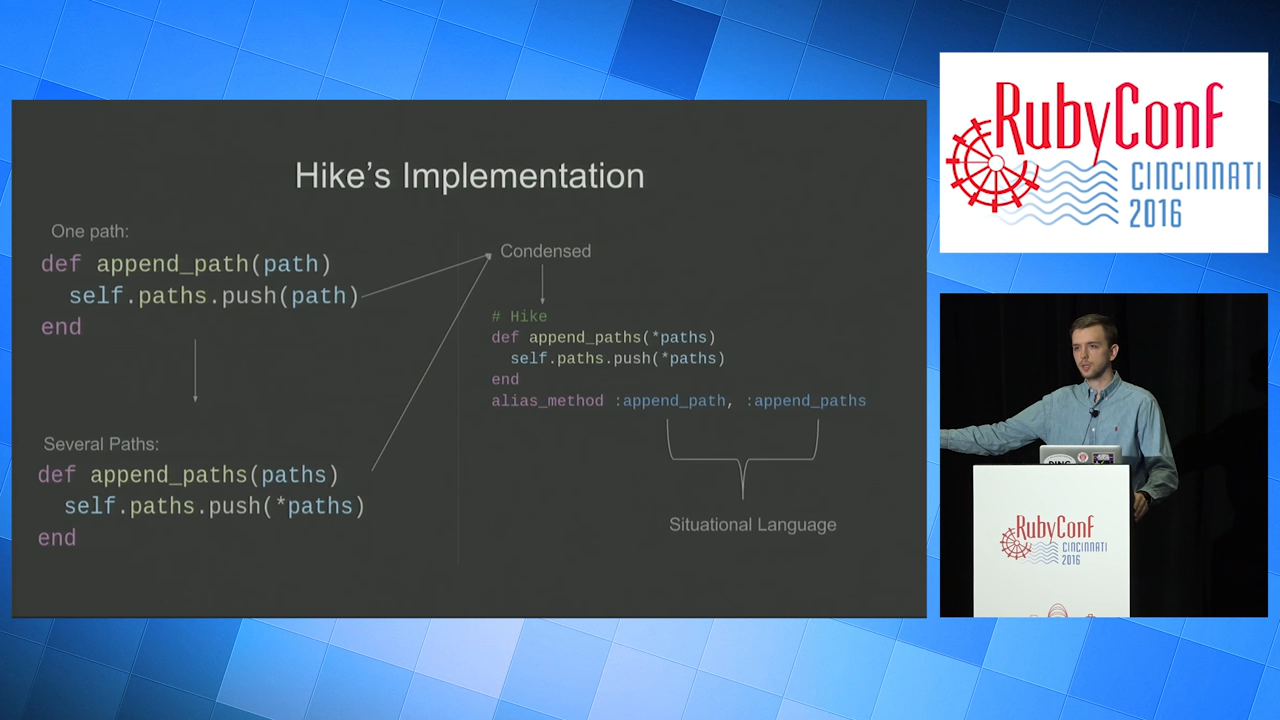 Hike's Implementation
One path:
def append_path(path)
  self.paths.push(path)
end
Several Paths:
def append_paths(paths)
  self.paths.push(*paths)
end
Condensed
# Hike
def append_paths(*paths)
  self.paths.push(*paths)
end
alias_method :append_path, :append_paths
Situational Language
RubyConf
CINCINNATI
2016
RubyConf
CINCINNATI
2016